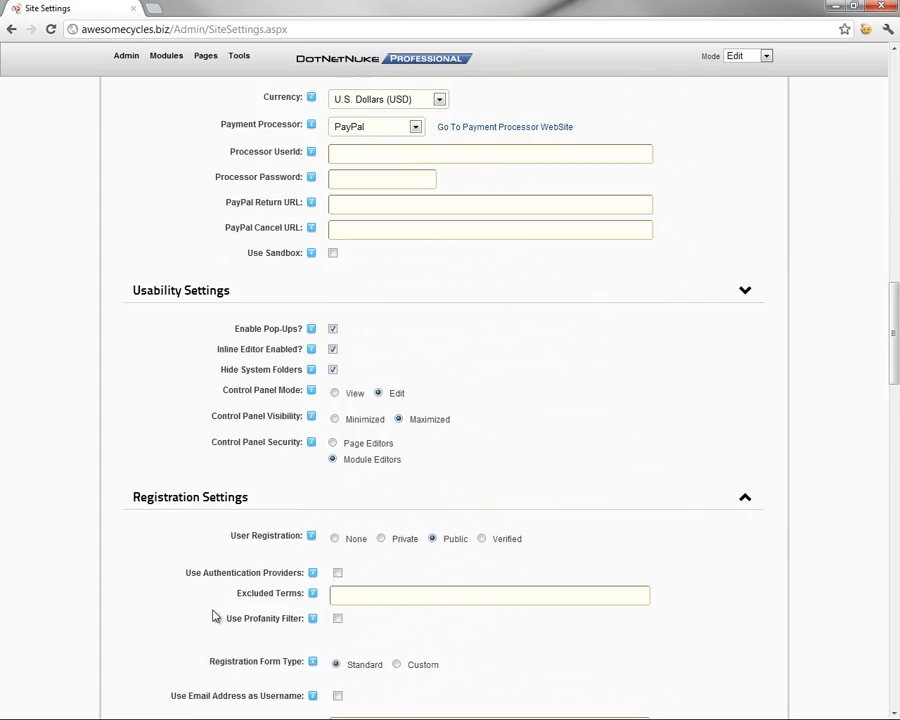 Site Settings
awesomecycles.biz/Admin/SiteSettings.aspx
Admin Modules Pages Tools DOTNETNUKE PROFESSIONAL Mode Edit
Currency: U.S. Dollars (USD)
Payment Processor: PayPal Go To Payment Processor WebSite
Processor UserId:
Processor Password:
PayPal Return URL:
PayPal Cancel URL:
Use Sandbox:
Usability Settings
Enable Pop-Ups?
Inline Editor Enabled?
Hide System Folders
Control Panel Mode: View Edit
Control Panel Visibility: Minimized Maximized
Control Panel Security: Page Editors
Module Editors
Registration Settings
User Registration: None Private Public Verified
Use Authentication Providers:
Excluded Terms:
Use Profanity Filter:
Registration Form Type: Standard Custom
Use Email Address as Username: